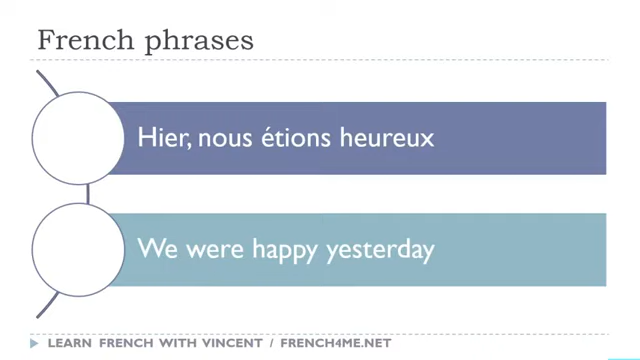 French phrases
Hier, nous étions heureux
We were happy yesterday
LEARN FRENCH WITH VINCENT / FRENCH4ME.NET